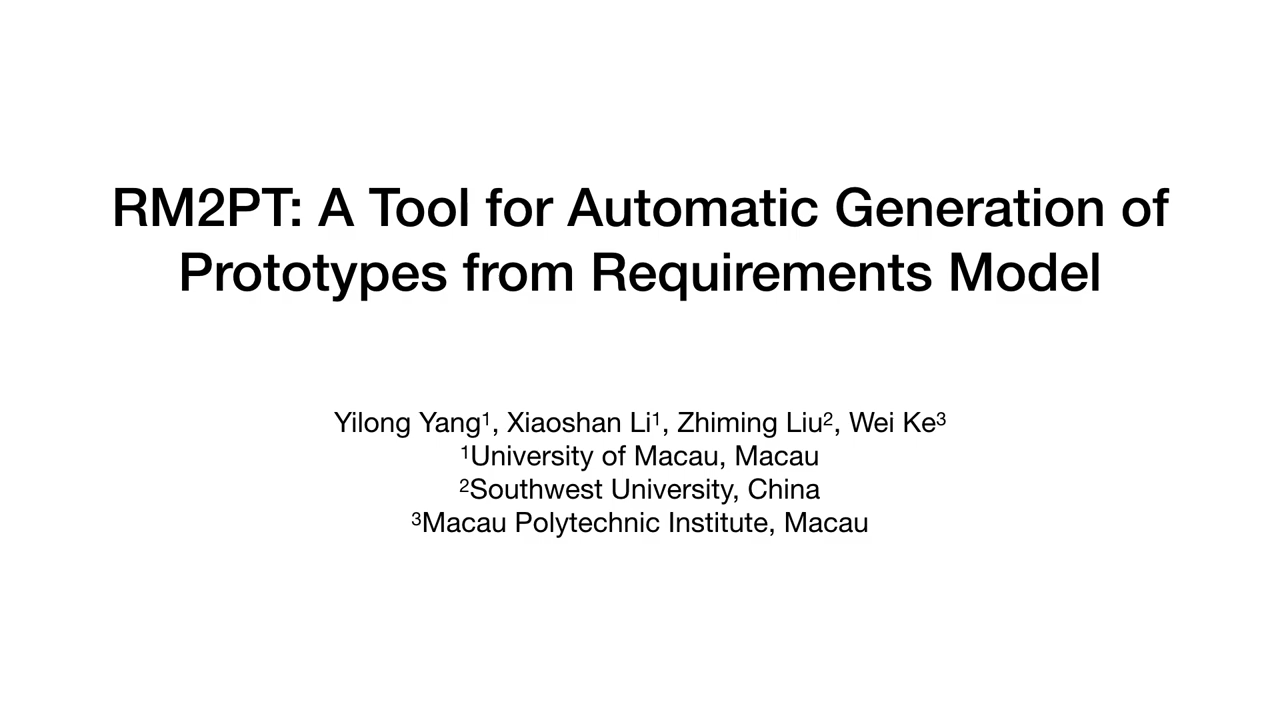 RM2PT: A Tool for Automatic Generation of
Prototypes from Requirements Model
Yilong Yang¹, Xiaoshan Li¹, Zhiming Liu², Wei Ke³
¹University of Macau, Macau
²Southwest University, China
³Macau Polytechnic Institute, Macau